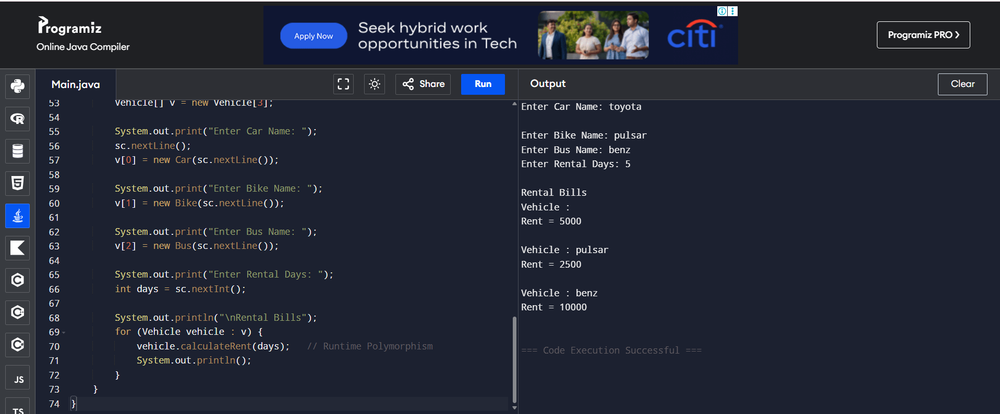 Programiz
Online Java Compiler
Apply Now
Seek hybrid work
opportunities in Tech
citi
Programiz PRO ❯
Main.java
Share
Run
Output
Clear
53 Vehicle[] v = new Vehicle[3];
54
55 System.out.print("Enter Car Name: ");
56 sc.nextLine();
57 v[0] = new Car(sc.nextLine());
58
59 System.out.print("Enter Bike Name: ");
60 v[1] = new Bike(sc.nextLine());
61
62 System.out.print("Enter Bus Name: ");
63 v[2] = new Bus(sc.nextLine());
64
65 System.out.print("Enter Rental Days: ");
66 int days = sc.nextInt();
67
68 System.out.println("\nRental Bills");
69 for (Vehicle vehicle : v) {
70 vehicle.calculateRent(days);   // Runtime Polymorphism
71 System.out.println();
72 }
73 }
74 }
Enter Car Name: toyota
Enter Bike Name: pulsar
Enter Bus Name: benz
Enter Rental Days: 5
Rental Bills
Vehicle :
Rent = 5000
Vehicle : pulsar
Rent = 2500
Vehicle : benz
Rent = 10000
=== Code Execution Successful ===
R
5
C
C
C
JS
TS